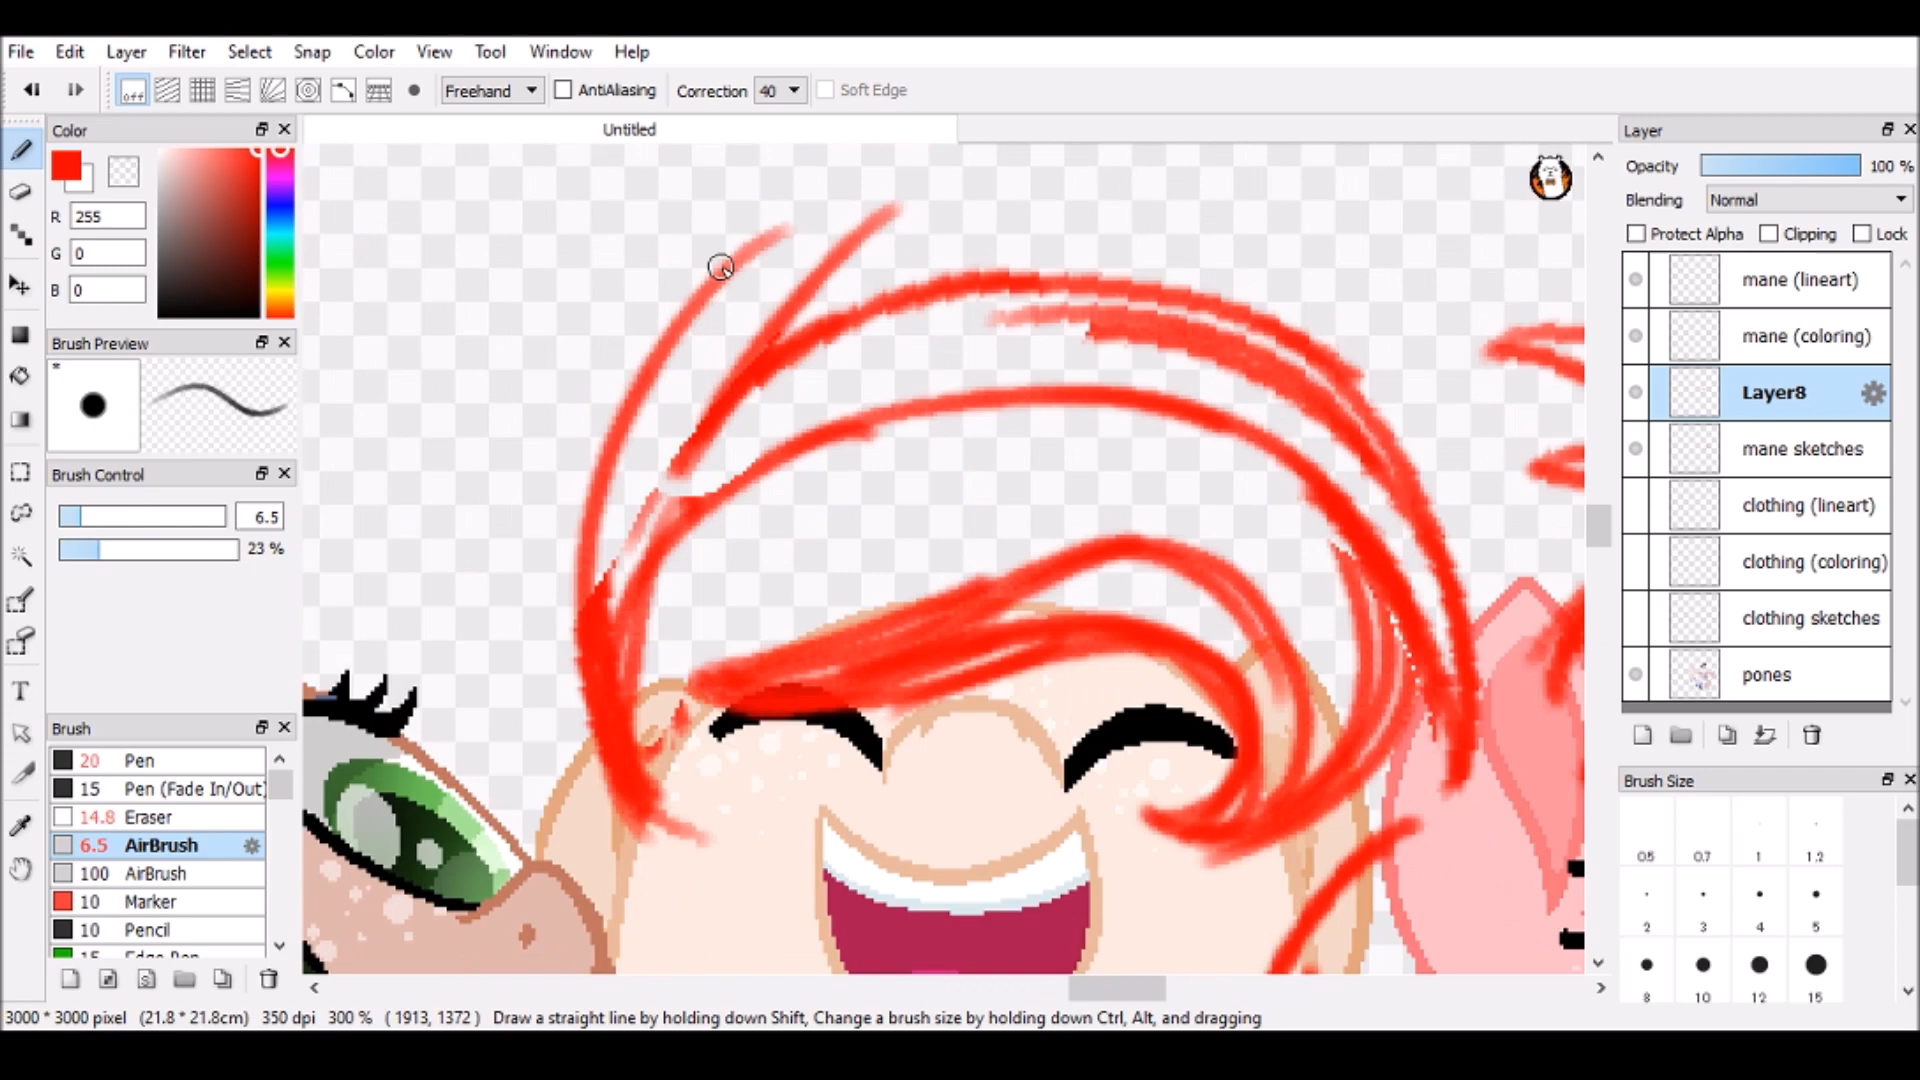 File Edit Layer Filter Select Snap Color View Tool Window Help
off Freehand AntiAliasing Correction 40 Soft Edge
Color
R 255
G 0
B 0
Brush Preview
*
Brush Control
6.5
23 %
Brush
20 Pen
15 Pen (Fade In/Out)
14.8 Eraser
6.5 AirBrush
100 AirBrush
10 Marker
10 Pencil
15 Edge Pen
Untitled
Layer
Opacity 100 %
Blending Normal
Protect Alpha Clipping Lock
mane (lineart)
mane (coloring)
Layer8
mane sketches
clothing (lineart)
clothing (coloring)
clothing sketches
pones
Brush Size
0.5 0.7 1 1.2
2 3 4 5
8 10 12 15
3000 * 3000 pixel (21.8 * 21.8cm) 350 dpi 300 % ( 1913, 1372 ) Draw a straight line by holding down Shift, Change a brush size by holding down Ctrl, Alt, and dragging